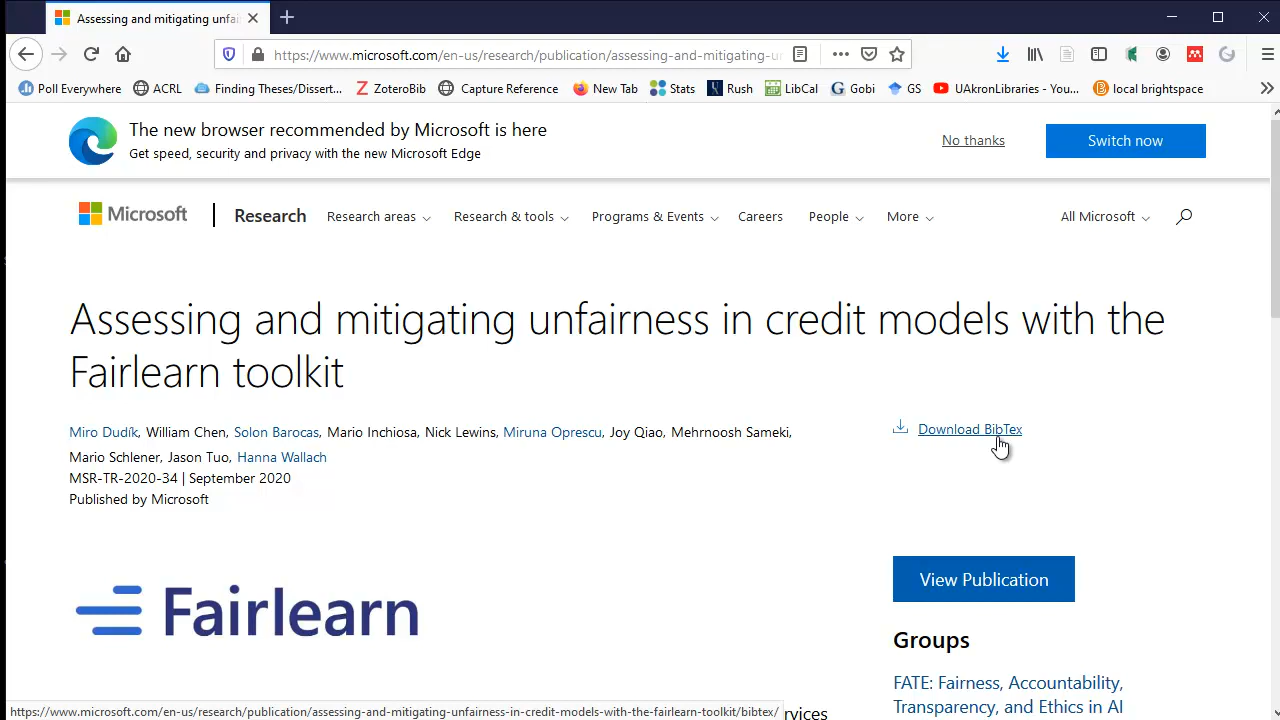 Assessing and mitigating unfai
https://www.microsoft.com/en-us/research/publication/assessing-and-mitigating-u
Poll Everywhere ACRL Finding Thesis/Dissert... ZoteroBib Capture Reference New Tab Stats Rush LibCal Gobi GS UAkronLibraries - You... local brightspace
The new browser recommended by Microsoft is here
Get speed, security and privacy with the new Microsoft Edge
No thanks
Switch now
Microsoft Research Research areas Research & tools Programs & Events Careers People More All Microsoft
Assessing and mitigating unfairness in credit models with the
Fairlearn toolkit
Miro Dudík, William Chen, Solon Barocas, Mario Inchiosa, Nick Lewins, Miruna Oprescu, Joy Qiao, Mehrnoosh Sameki,
Mario Schlener, Jason Tuo, Hanna Wallach
MSR-TR-2020-34 | September 2020
Published by Microsoft
Download BibTex
View Publication
Fairlearn
Groups
FATE: Fairness, Accountability,
Transparency, and Ethics in AI
https://www.microsoft.com/en-us/research/publication/assessing-and-mitigating-unfairness-in-credit-models-with-the-fairlearn-toolkit/bibtex/
rvices